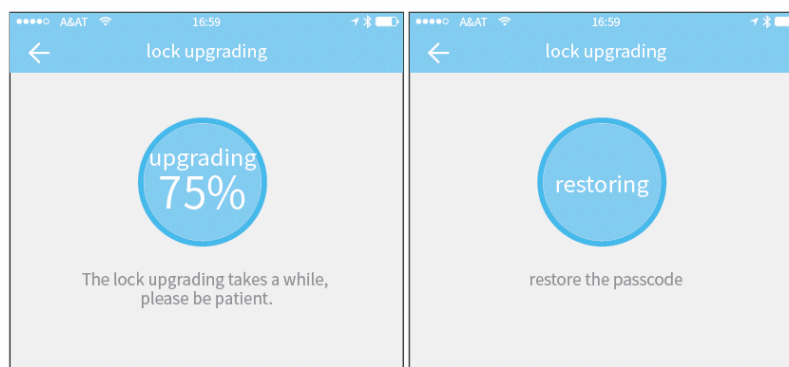 A&AT 16:59
lock upgrading
upgrading
75%
The lock upgrading takes a while,
please be patient.
A&AT 16:59
lock upgrading
restoring
restore the passcode